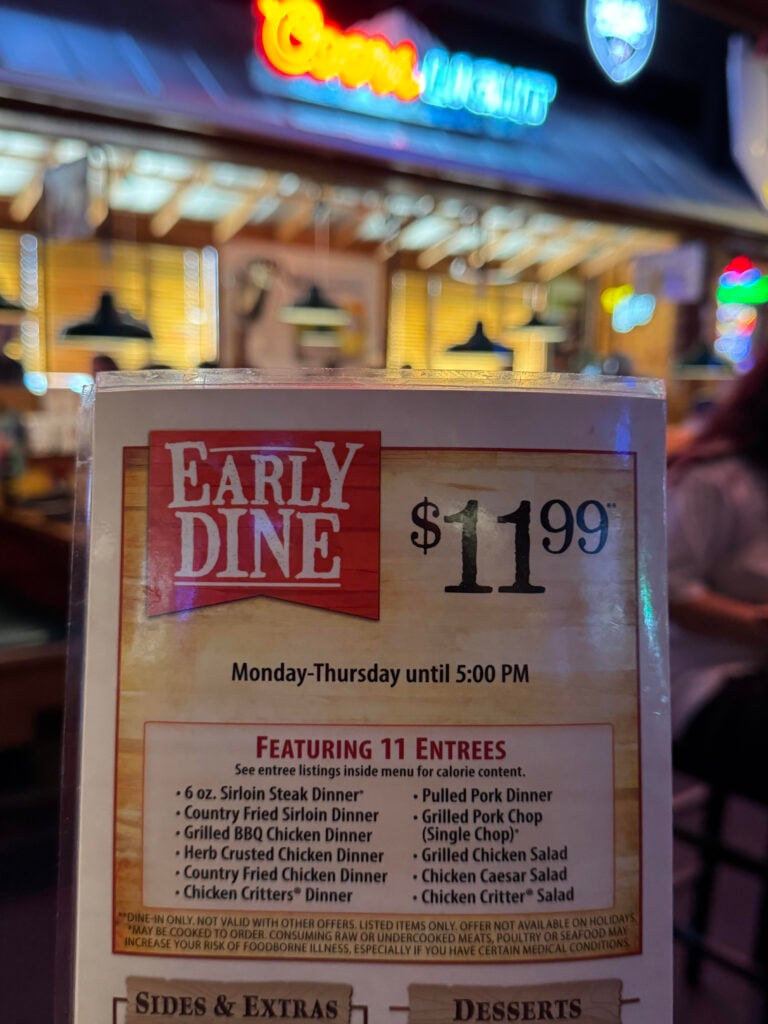 Coors LIGHT
EARLY
DINE
$11.99**
Monday-Thursday until 5:00 PM
FEATURING 11 ENTREES
See entree listings inside menu for calorie content.
• 6 oz. Sirloin Steak Dinner*
• Country Fried Sirloin Dinner
• Grilled BBQ Chicken Dinner
• Herb Crusted Chicken Dinner
• Country Fried Chicken Dinner
• Chicken Critters® Dinner
• Pulled Pork Dinner
• Grilled Pork Chop
(Single Chop)*
• Grilled Chicken Salad
• Chicken Caesar Salad
• Chicken Critter® Salad
**DINE-IN ONLY. NOT VALID WITH OTHER OFFERS. LISTED ITEMS ONLY. OFFER NOT AVAILABLE ON HOLIDAYS.
*MAY BE COOKED TO ORDER. CONSUMING RAW OR UNDERCOOKED MEATS, POULTRY OR SEAFOOD MAY
INCREASE YOUR RISK OF FOODBORNE ILLNESS, ESPECIALLY IF YOU HAVE CERTAIN MEDICAL CONDITIONS.
SIDES & EXTRAS
DESSERTS